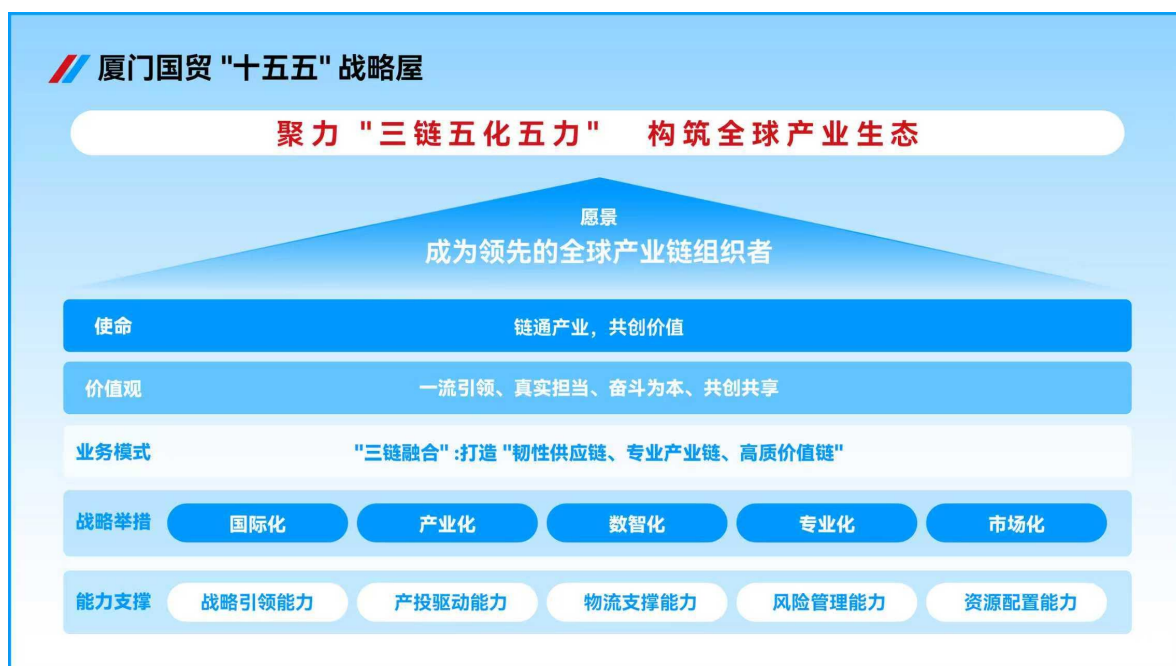 厦门国贸 "十五五" 战略屋
聚力 "三链五化五力" 构筑全球产业生态
愿景
成为领先的全球产业链组织者
使命 链通产业，共创价值
价值观 一流引领、真实担当、奋斗为本、共创共享
业务模式 "三链融合" :打造 "韧性供应链、专业产业链、高质价值链"
战略举措 国际化 产业化 数智化 专业化 市场化
能力支撑 战略引领能力 产投驱动能力 物流支撑能力 风险管理能力 资源配置能力